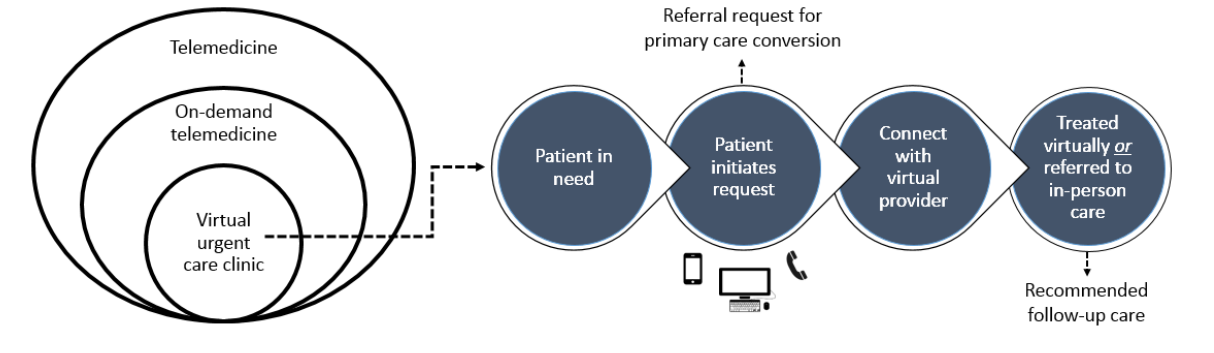 Telemedicine
On-demand
telemedicine
Virtual
urgent
care clinic
Referral request for
primary care conversion
Patient in
need
Patient
initiates
request
Connect
with
virtual
provider
Treated
virtually or
referred to
in-person
care
Recommended
follow-up care